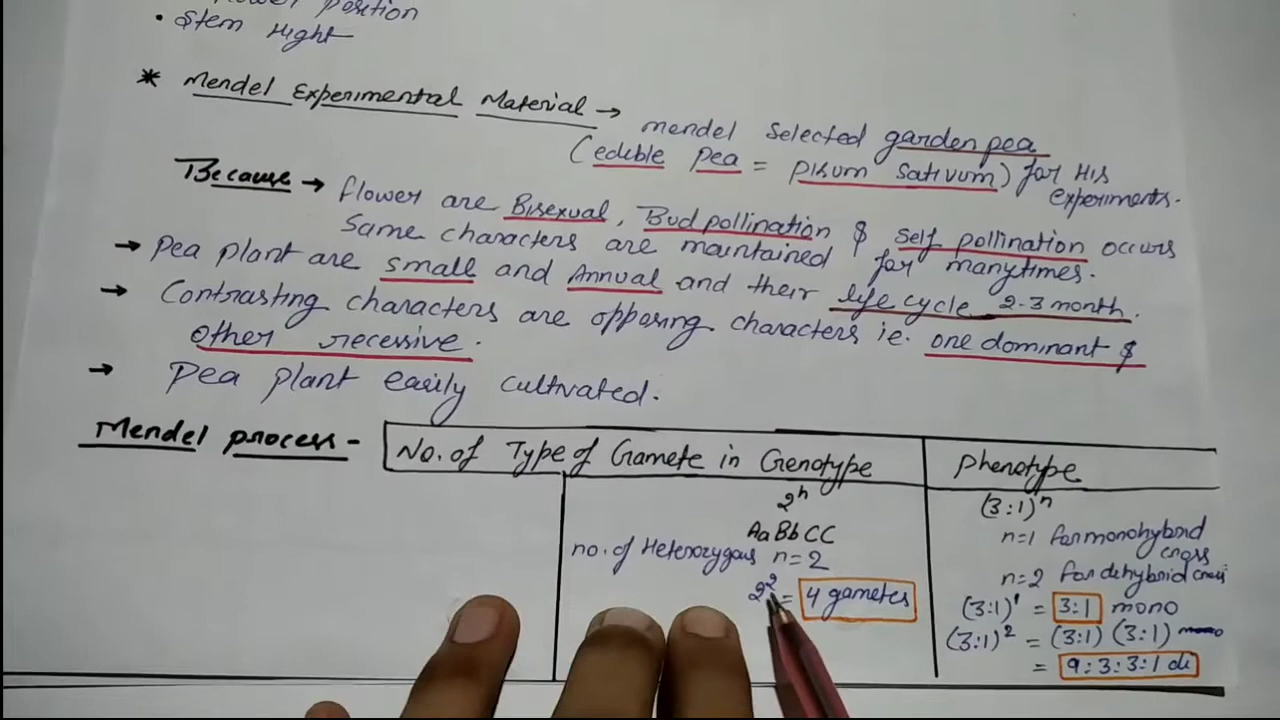 Position
• Stem Hight
* Mendel Experimental Material →
mendel Selected garden pea
(edible pea = Pisum Sativum) for His
experiments.
Because → flower are Bisexual, Bud pollination & self pollination occurs
Same characters are maintained for manytimes.
→ Pea plant are small and Annual and their life cycle 2-3 month.
→ Contrasting characters are opposing characters ie. one dominant &
other recessive.
→ Pea plant easily cultivated.
Mendel process-
No. of Type of Gamete in Genotype
Phenotype
2ⁿ
AaBbCC
no. of Heterozygous n=2
2² = 4 gametes
(3:1)ⁿ
n=1 for monohybrid
cross
n=2 for dehybrid cross
(3:1)¹ = 3:1 mono
(3:1)² = (3:1) (3:1) mono
= 9:3:3:1 di